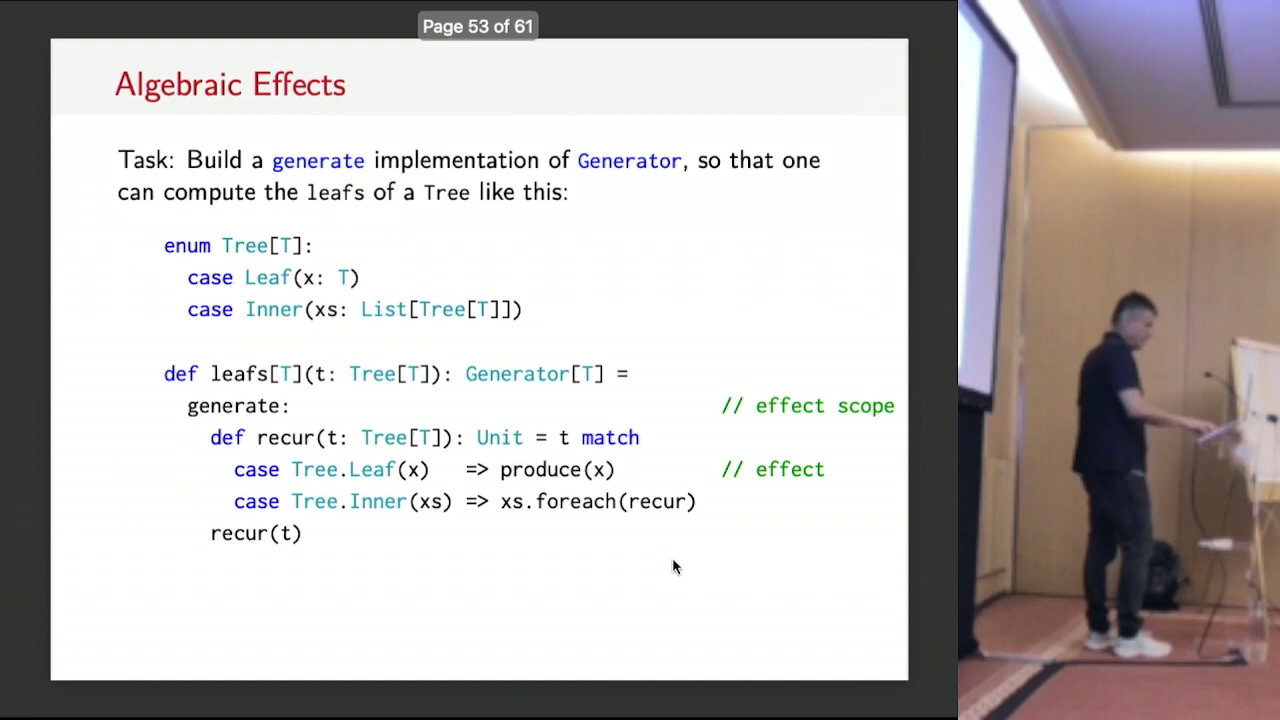 Page 53 of 61
Algebraic Effects
Task: Build a generate implementation of Generator, so that one
can compute the leafs of a Tree like this:
enum Tree[T]:
case Leaf(x: T)
case Inner(xs: List[Tree[T]])
def leafs[T](t: Tree[T]): Generator[T] =
generate: // effect scope
def recur(t: Tree[T]): Unit = t match
case Tree.Leaf(x) => produce(x) // effect
case Tree.Inner(xs) => xs.foreach(recur)
recur(t)